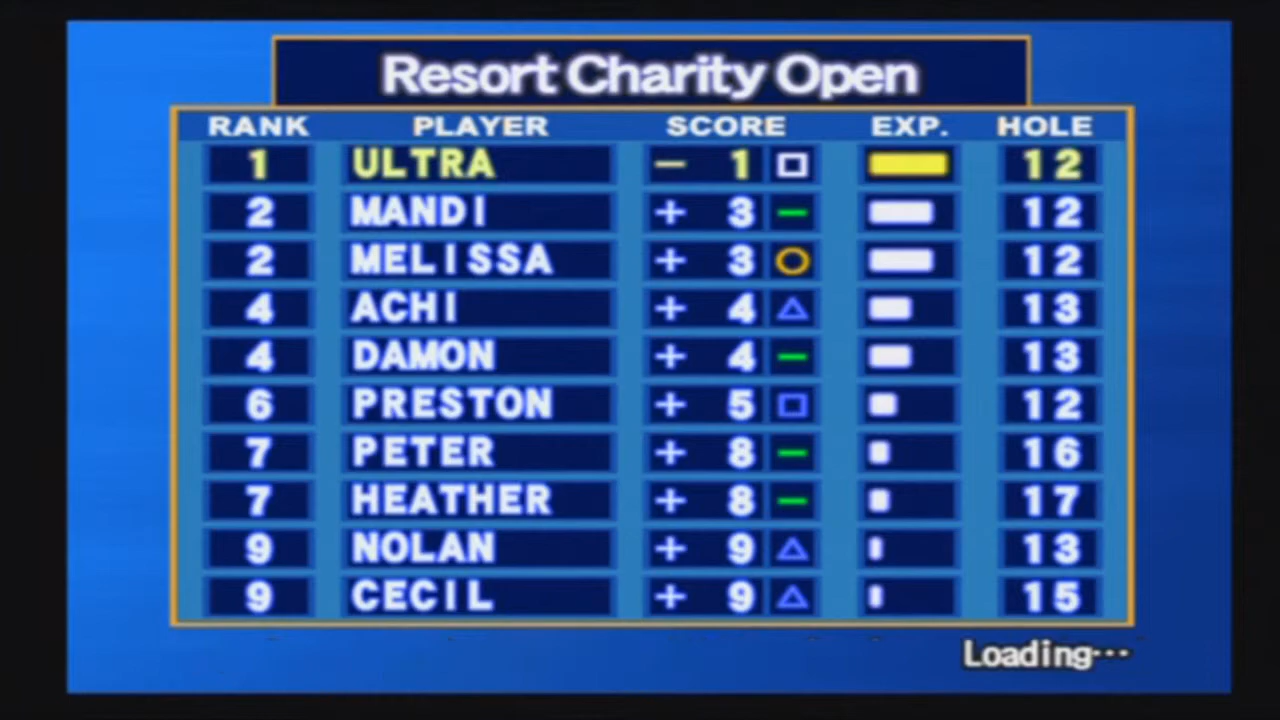 Resort Charity Open
RANK PLAYER SCORE EXP. HOLE
1 ULTRA - 1 □ 12
2 MANDI + 3 - 12
2 MELISSA + 3 ○ 12
4 ACHI + 4 △ 13
4 DAMON + 4 - 13
6 PRESTON + 5 □ 12
7 PETER + 8 - 16
7 HEATHER + 8 - 17
9 NOLAN + 9 △ 13
9 CECIL + 9 △ 15
Loading…